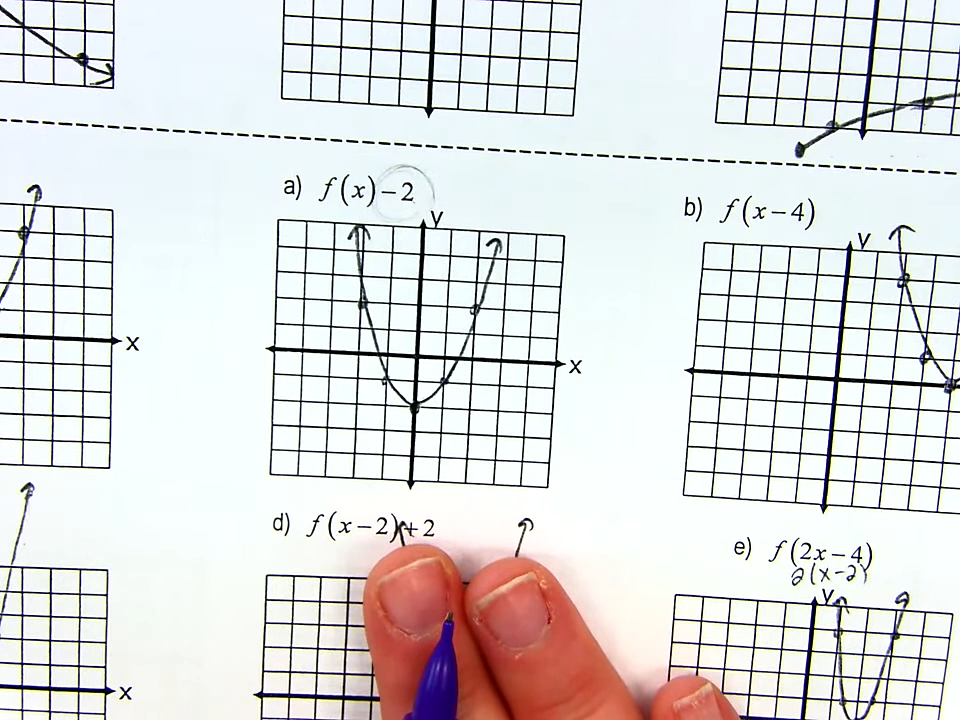 a) f(x)-2
y
b) f(x-4)
y
x
x
d) f(x-2)+2
e) f(2x-4)
2(x-2)
y
x